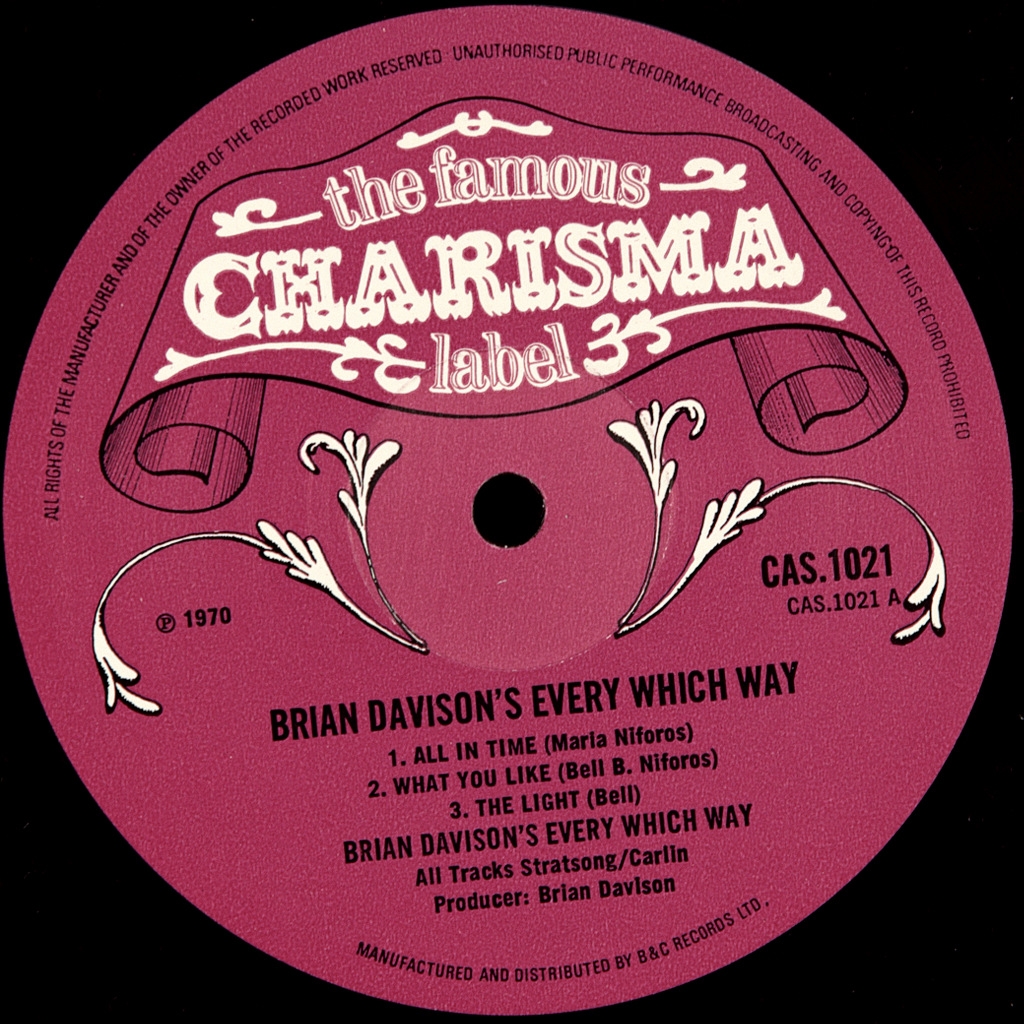 ALL RIGHTS OF THE MANUFACTURER AND OF THE OWNER OF THE RECORDED WORK RESERVED · UNAUTHORISED PUBLIC PERFORMANCE BROADCASTING AND COPYING OF THIS RECORD PROHIBITED
the famous
CHARISMA
label
CAS.1021
CAS.1021 A
℗ 1970
BRIAN DAVISON'S EVERY WHICH WAY
1. ALL IN TIME (Maria Niforos)
2. WHAT YOU LIKE (Bell B. Niforos)
3. THE LIGHT (Bell)
BRIAN DAVISON'S EVERY WHICH WAY
All Tracks Stratsong/Carlin
Producer: Brian Davison
MANUFACTURED AND DISTRIBUTED BY B&C RECORDS LTD.